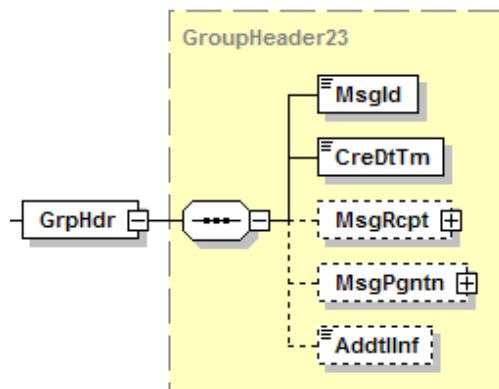 GroupHeader23
MsgId
CreDtTm
GrpHdr
MsgRcpt
MsgPgntn
AddtlInf